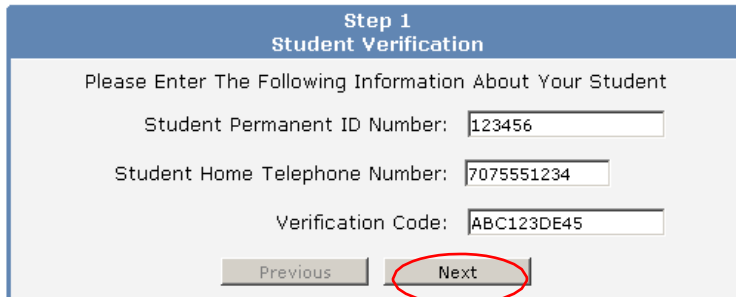 Step 1
Student Verification
Please Enter The Following Information About Your Student
Student Permanent ID Number: 123456
Student Home Telephone Number: 7075551234
Verification Code: ABC123DE45
Previous Next